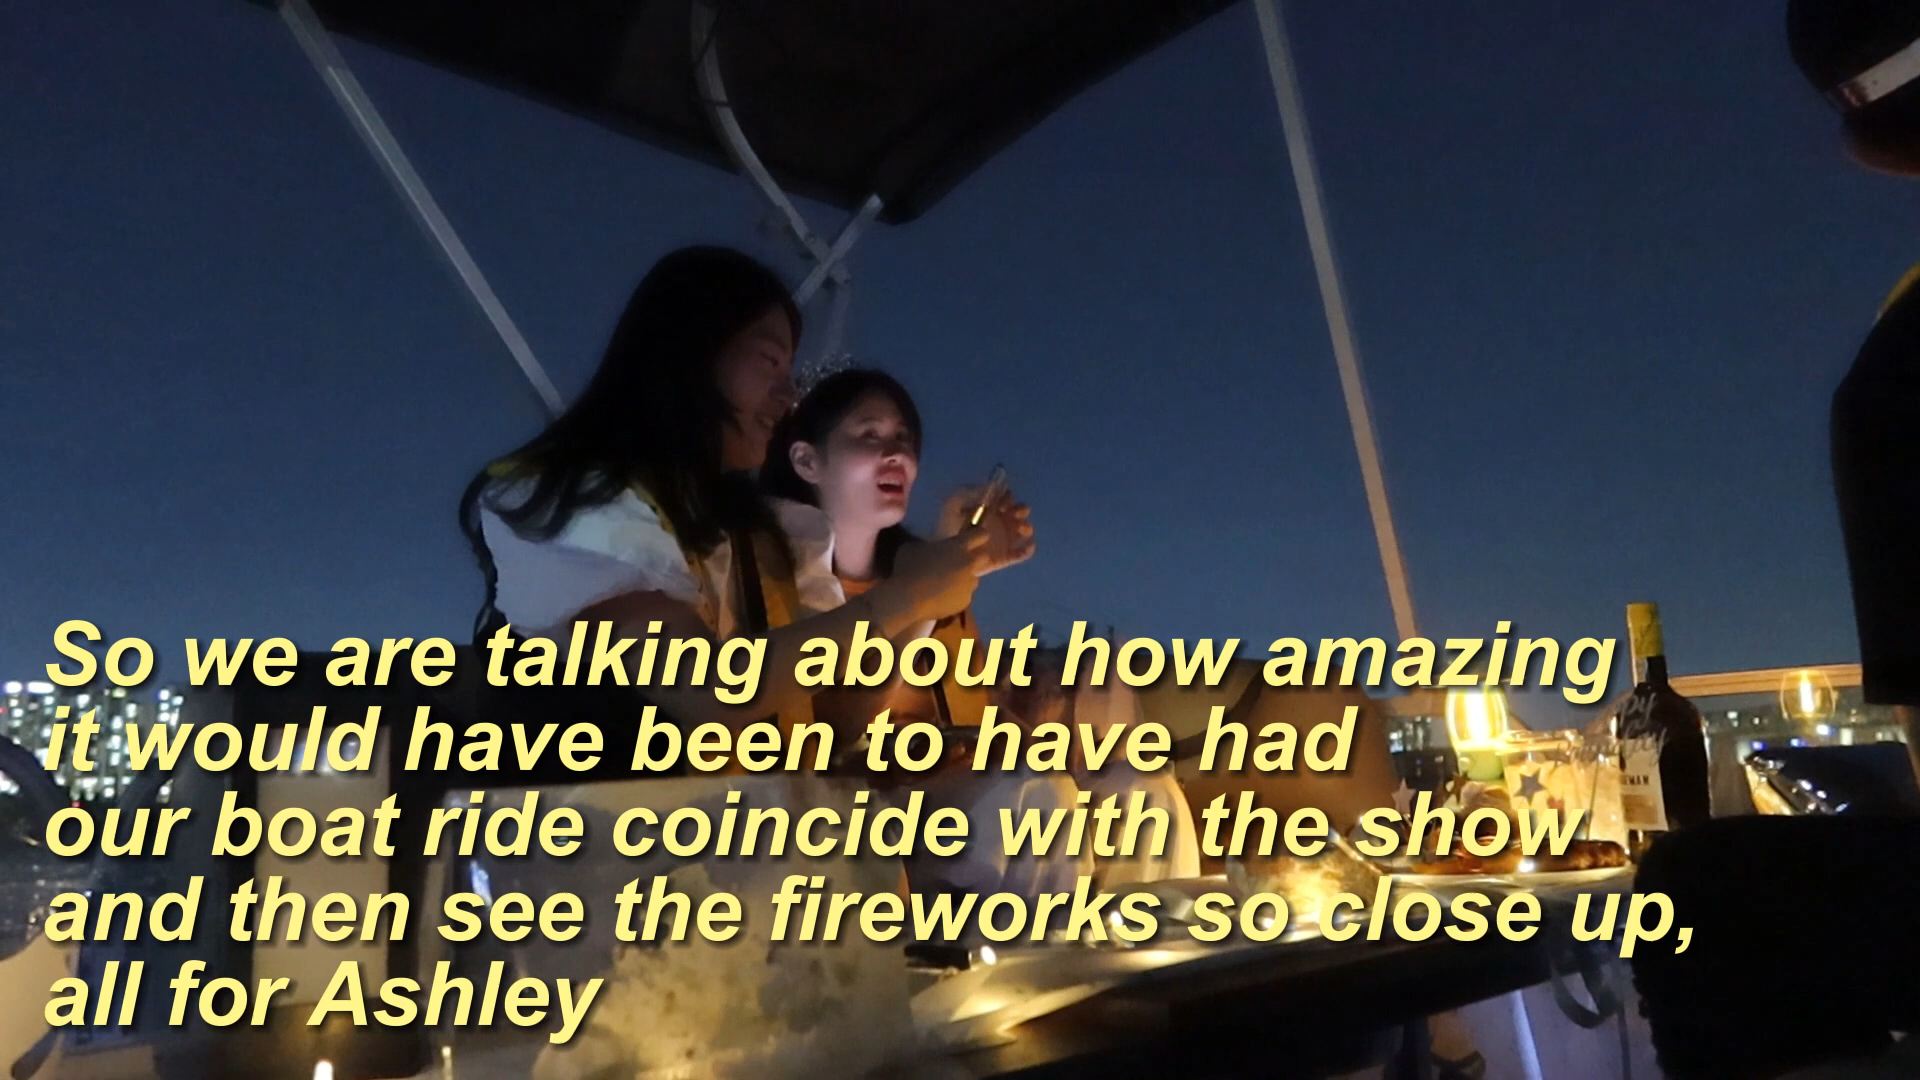 So we are talking about how amazing
it would have been to have had
our boat ride coincide with the show
and then see the fireworks so close up,
all for Ashley